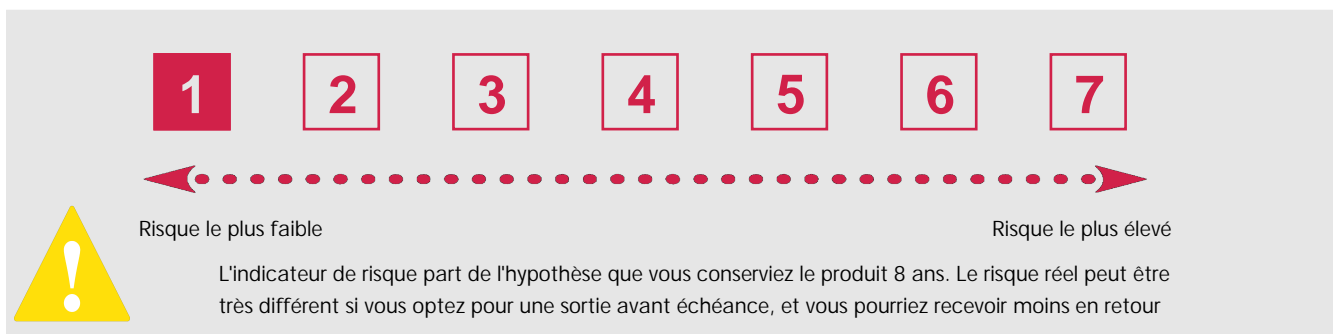 1 2 3 4 5 6 7
Risque le plus faible Risque le plus élevé
L'indicateur de risque part de l'hypothèse que vous conserviez le produit 8 ans. Le risque réel peut être
très différent si vous optez pour une sortie avant échéance, et vous pourriez recevoir moins en retour